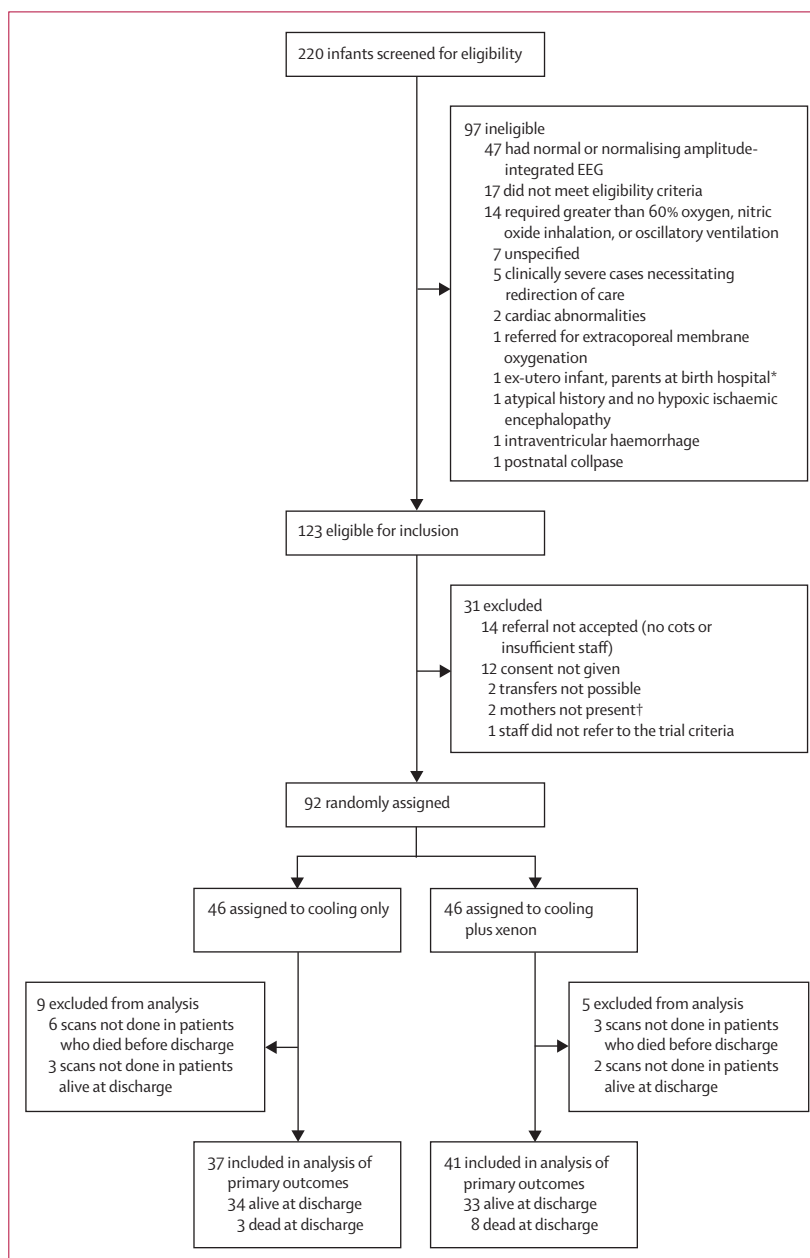 220 infants screened for eligibility
97 ineligible
47 had normal or normalising amplitude-
integrated EEG
17 did not meet eligibility criteria
14 required greater than 60% oxygen, nitric
oxide inhalation, or oscillatory ventilation
7 unspecified
5 clinically severe cases necessitating
redirection of care
2 cardiac abnormalities
1 referred for extracoporeal membrane
oxygenation
1 ex-utero infant, parents at birth hospital*
1 atypical history and no hypoxic ischaemic
encephalopathy
1 intraventricular haemorrhage
1 postnatal collpase
123 eligible for inclusion
31 excluded
14 referral not accepted (no cots or
insufficient staff)
12 consent not given
2 transfers not possible
2 mothers not present†
1 staff did not refer to the trial criteria
92 randomly assigned
46 assigned to cooling only
46 assigned to cooling
plus xenon
9 excluded from analysis
6 scans not done in patients
who died before discharge
3 scans not done in patients
alive at discharge
5 excluded from analysis
3 scans not done in patients
who died before discharge
2 scans not done in patients
alive at discharge
37 included in analysis of
primary outcomes
34 alive at discharge
3 dead at discharge
41 included in analysis of
primary outcomes
33 alive at discharge
8 dead at discharge